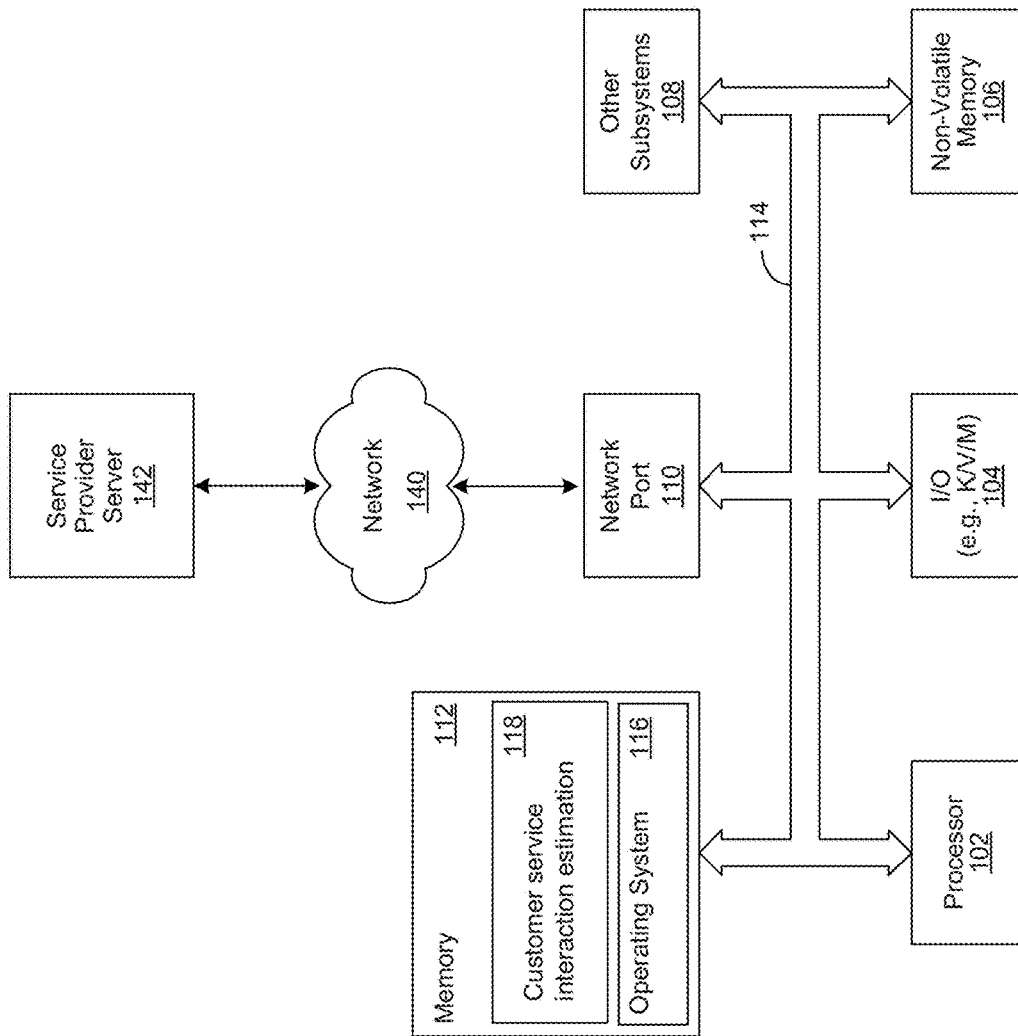 Service
Provider
Server
142
Network
140
Memory
112
Customer service
interaction estimation
118
Operating System
116
Network
Port
110
Other
Subsystems
108
114
Processor
102
I/O
(e.g., K/V/M)
104
Non-Volatile
Memory
106